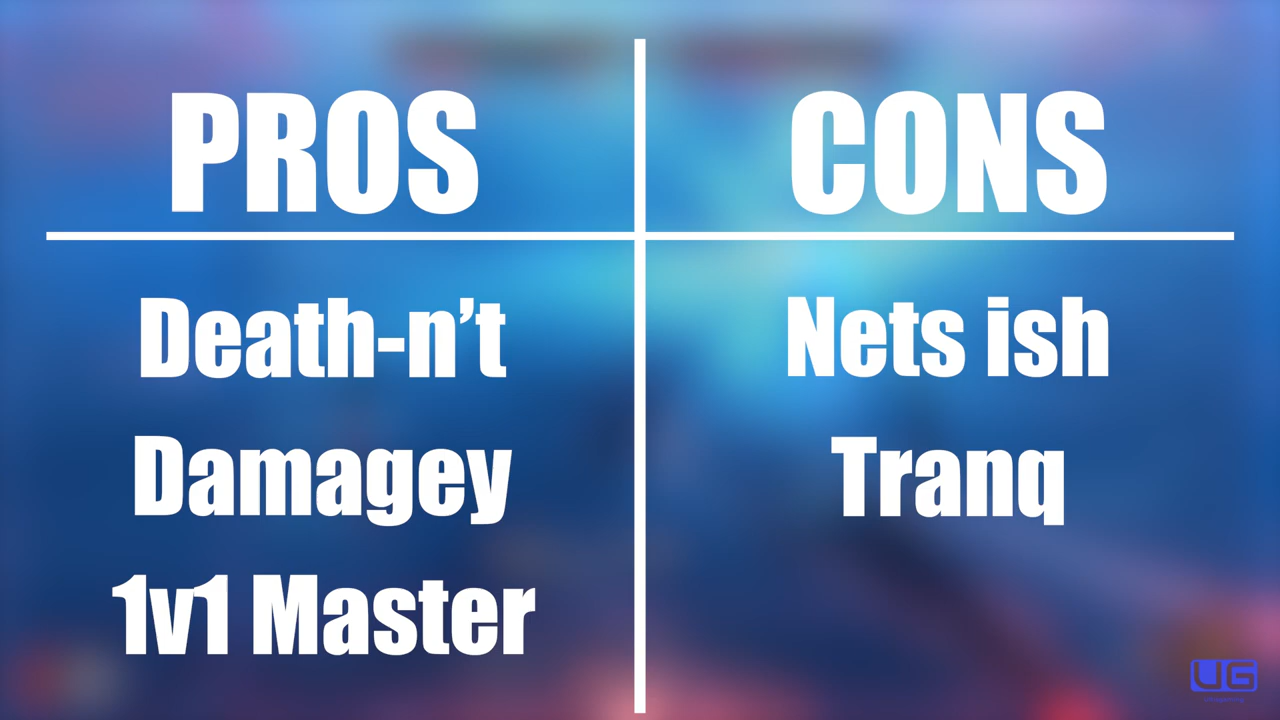 PROS
CONS
Death-n't
Damagey
1v1 Master
Nets ish
Tranq
UG